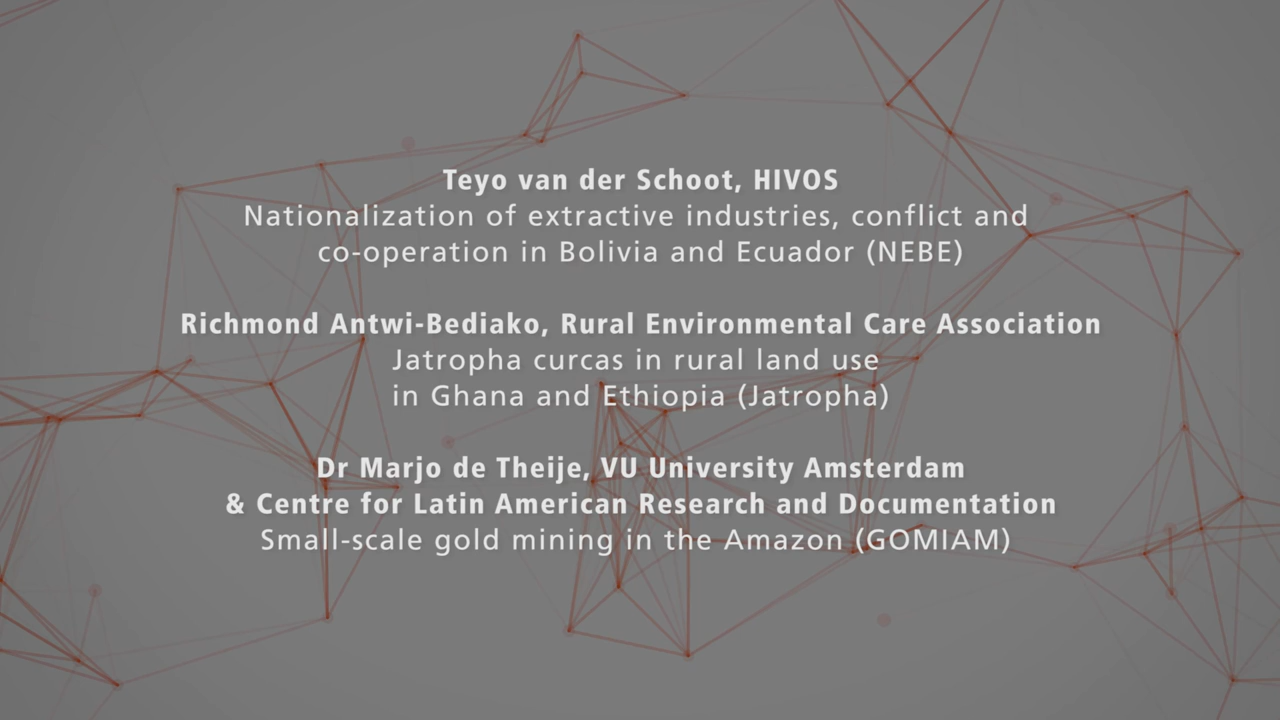 Teyo van der Schoot, HIVOS
Nationalization of extractive industries, conflict and
co-operation in Bolivia and Ecuador (NEBE)
Richmond Antwi-Bediako, Rural Environmental Care Association
Jatropha curcas in rural land use
in Ghana and Ethiopia (Jatropha)
Dr Marjo de Theije, VU University Amsterdam
& Centre for Latin American Research and Documentation
Small-scale gold mining in the Amazon (GOMIAM)